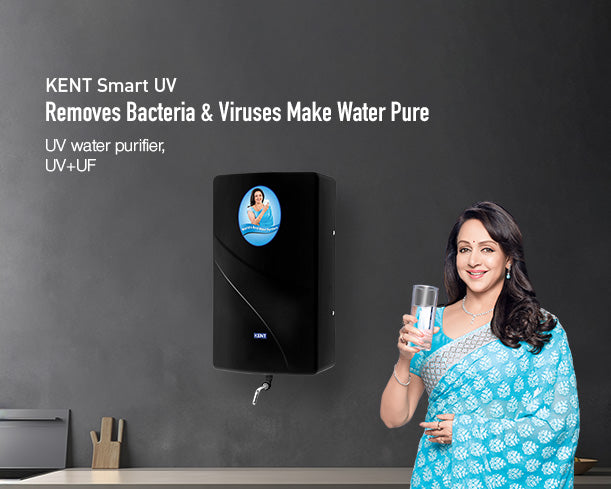 KENT Smart UV
Removes Bacteria & Viruses Make Water Pure
UV water purifier,
UV+UF
KENT